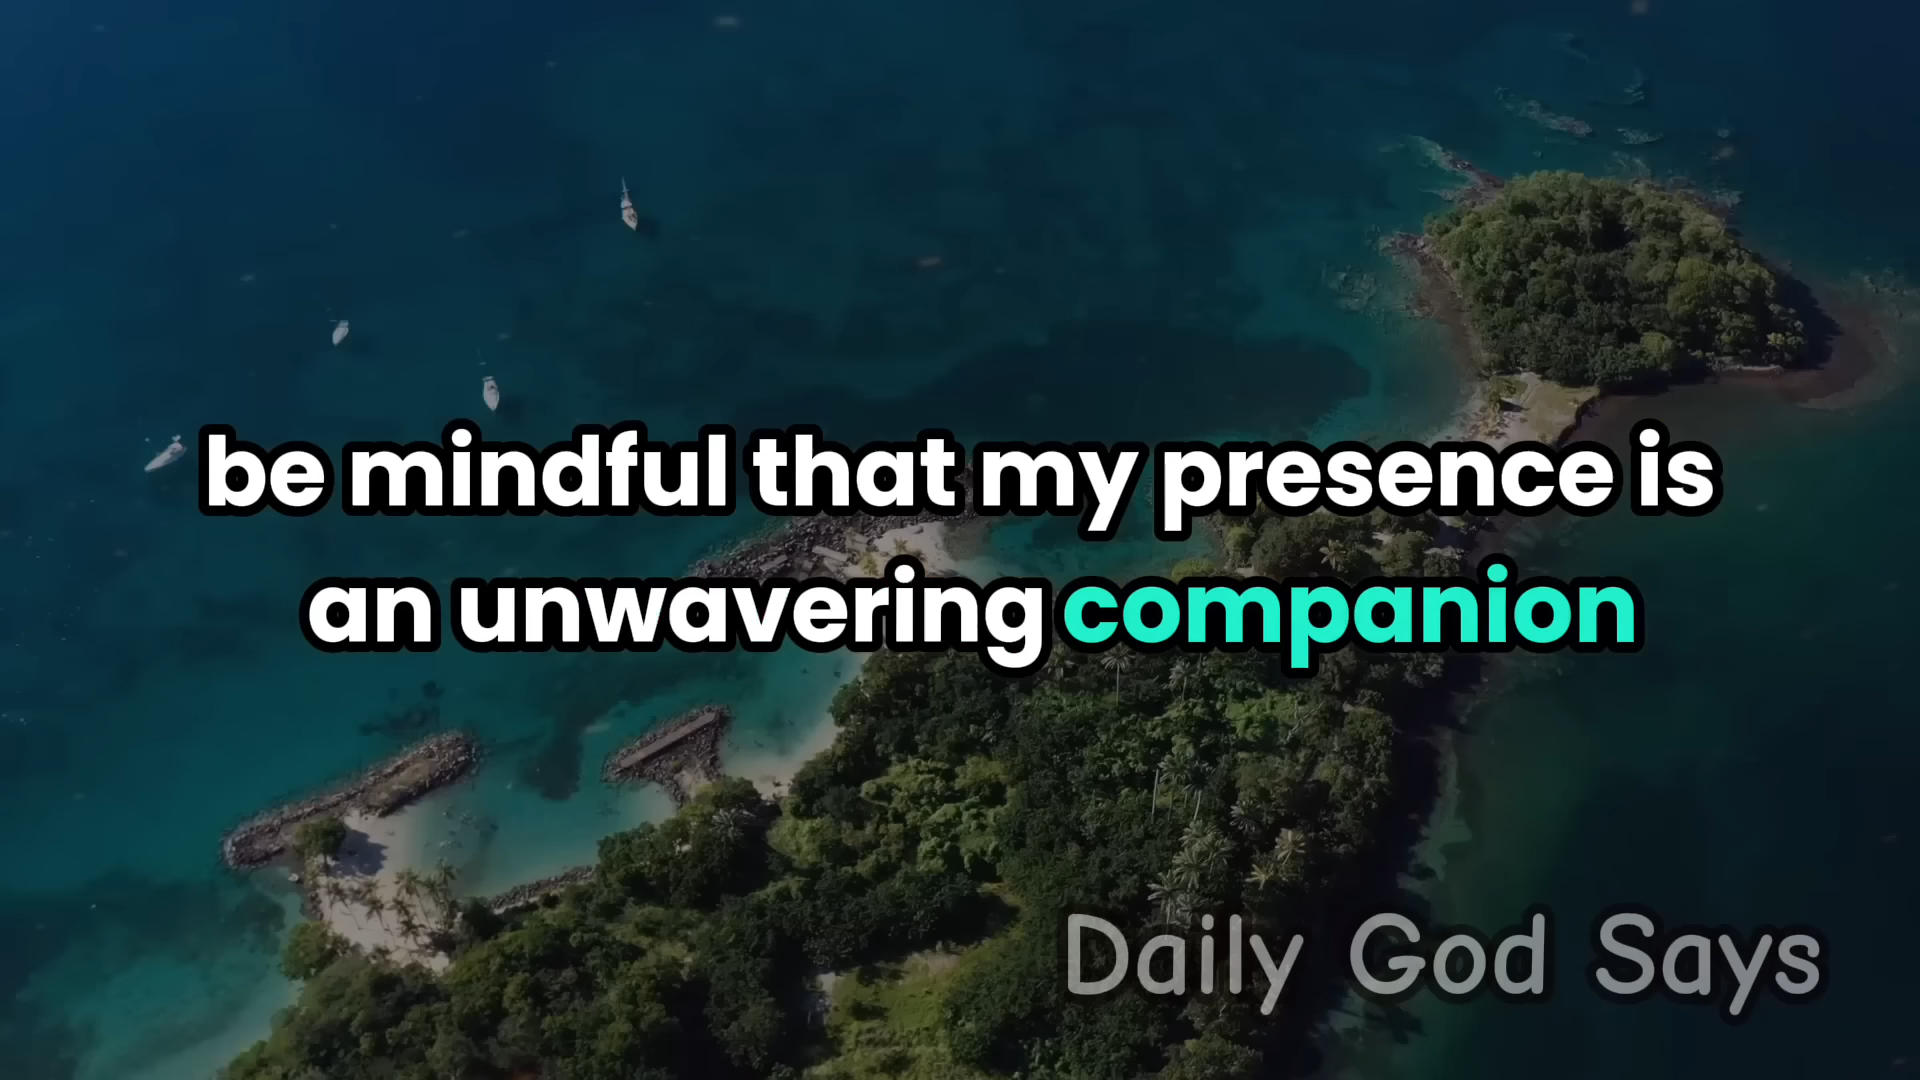 be mindful that my presence is
an unwavering companion
Daily God Says